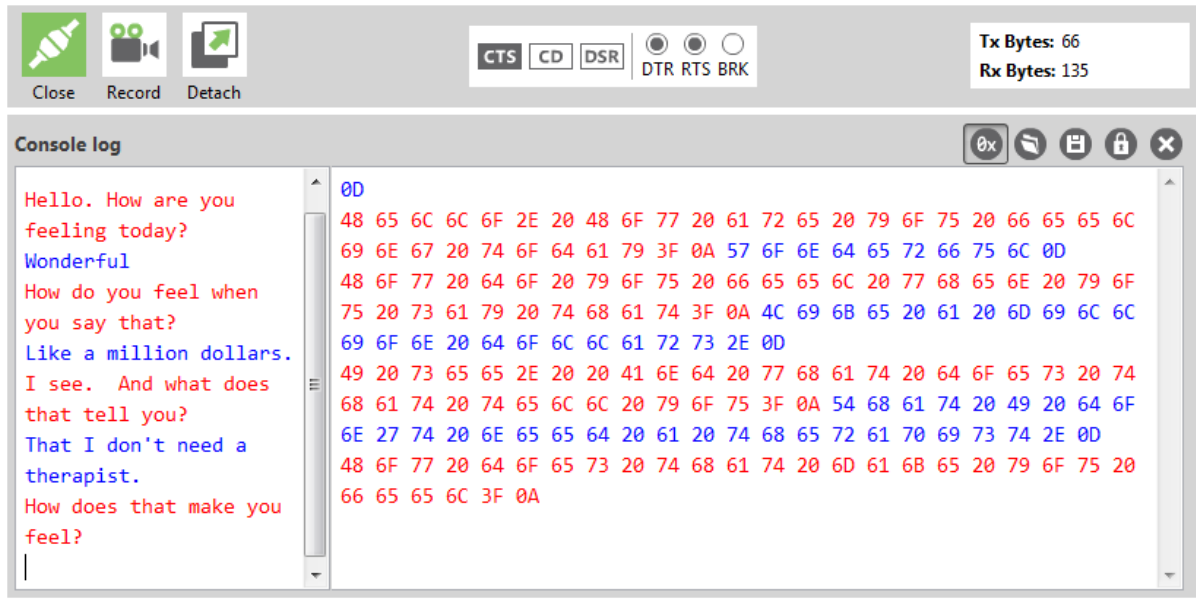 Close
Record
Detach
CTS
CD
DSR
DTR RTS BRK
Tx Bytes: 66
Rx Bytes: 135
Console log
0x
Hello. How are you
feeling today?
Wonderful
How do you feel when
you say that?
Like a million dollars.
I see.  And what does
that tell you?
That I don't need a
therapist.
How does that make you
feel?
0D
48 65 6C 6C 6F 2E 20 48 6F 77 20 61 72 65 20 79 6F 75 20 66 65 65 6C
69 6E 67 20 74 6F 64 61 79 3F 0A 57 6F 6E 64 65 72 66 75 6C 0D
48 6F 77 20 64 6F 20 79 6F 75 20 66 65 65 6C 20 77 68 65 6E 20 79 6F
75 20 73 61 79 20 74 68 61 74 3F 0A 4C 69 6B 65 20 61 20 6D 69 6C 6C
69 6F 6E 20 64 6F 6C 6C 61 72 73 2E 0D
49 20 73 65 65 2E 20 20 41 6E 64 20 77 68 61 74 20 64 6F 65 73 20 74
68 61 74 20 74 65 6C 6C 20 79 6F 75 3F 0A 54 68 61 74 20 49 20 64 6F
6E 27 74 20 6E 65 65 64 20 61 20 74 68 65 72 61 70 69 73 74 2E 0D
48 6F 77 20 64 6F 65 73 20 74 68 61 74 20 6D 61 6B 65 20 79 6F 75 20
66 65 65 6C 3F 0A